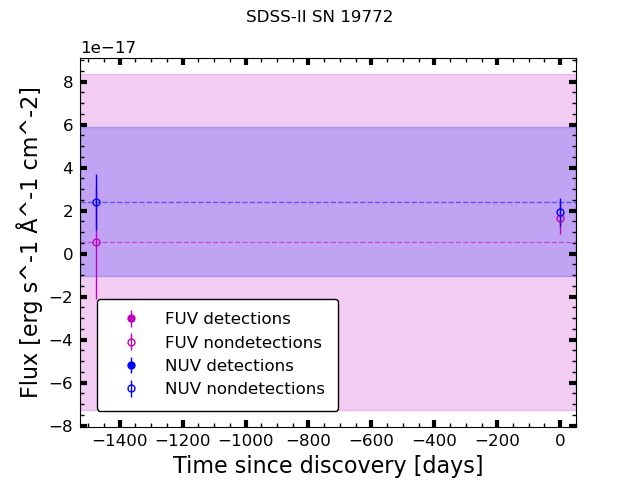 SDSS-II SN 19772
1e−17
8
6
4
2
0
−2
−4
−6
−8
Flux [erg s^-1 Å^-1 cm^-2]
FUV detections
FUV nondetections
NUV detections
NUV nondetections
−1400 −1200 −1000 −800 −600 −400 −200 0
Time since discovery [days]